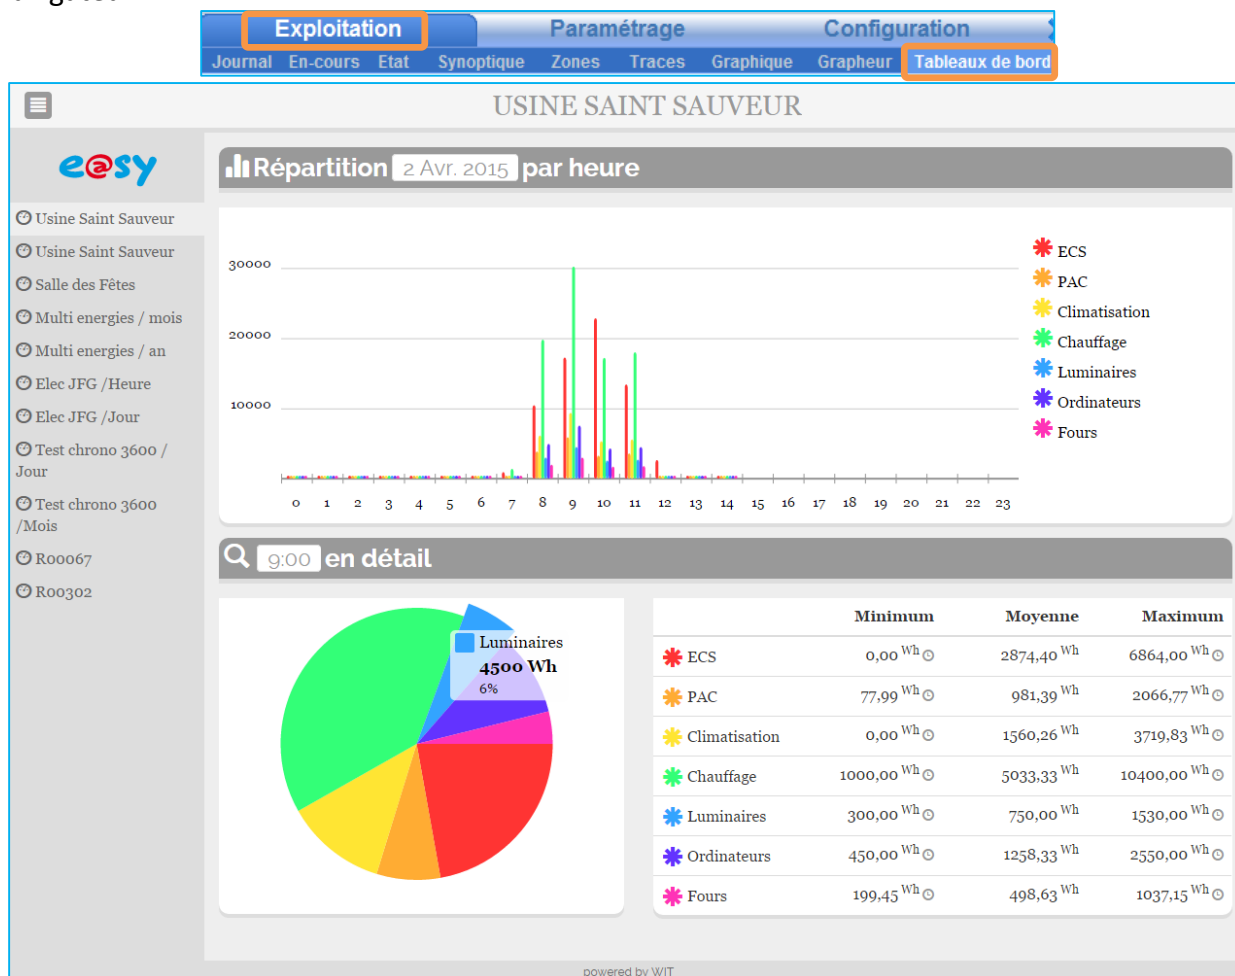 Exploitation Paramétrage Configuration
Journal En-cours Etat Synoptique Zones Traces Graphique Grapheur Tableaux de bord
USINE SAINT SAUVEUR
e@sy
Répartition 2 Avr. 2015 par heure
Usine Saint Sauveur
Usine Saint Sauveur
Salle des Fêtes
Multi energies / mois
Multi energies / an
Elec JFG /Heure
Elec JFG /Jour
Test chrono 3600 /
Jour
Test chrono 3600
/Mois
R00067
R00302
30000
20000
10000
0 1 2 3 4 5 6 7 8 9 10 11 12 13 14 15 16 17 18 19 20 21 22 23
ECS
PAC
Climatisation
Chauffage
Luminaires
Ordinateurs
Fours
9:00 en détail
Luminaires
4500 Wh
6%
Minimum Moyenne Maximum
ECS 0,00 Wh 2874,40 Wh 6864,00 Wh
PAC 77,99 Wh 981,39 Wh 2066,77 Wh
Climatisation 0,00 Wh 1560,26 Wh 3719,83 Wh
Chauffage 1000,00 Wh 5033,33 Wh 10400,00 Wh
Luminaires 300,00 Wh 750,00 Wh 1530,00 Wh
Ordinateurs 450,00 Wh 1258,33 Wh 2550,00 Wh
Fours 199,45 Wh 498,63 Wh 1037,15 Wh
powered by WIT